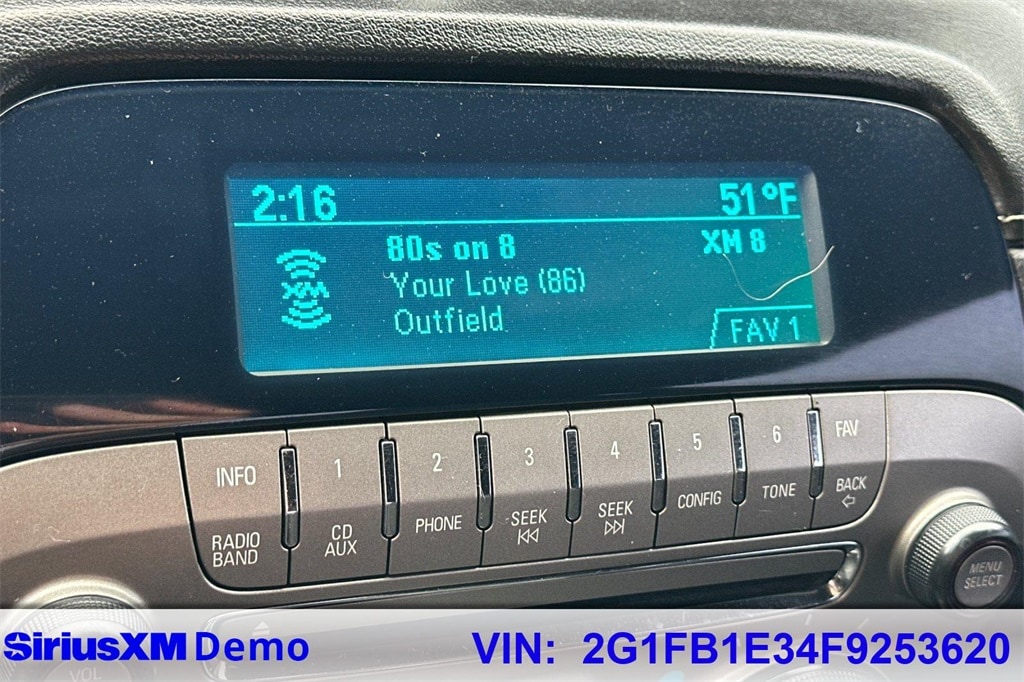 2:16 51°F
80s on 8 XM 8
XM Your Love (86)
Outfield
FAV 1
INFO 1 2 3 4 5 6 FAV
RADIO BAND CD AUX PHONE SEEK SEEK CONFIG TONE BACK
MENU SELECT
VOL
SiriusXM Demo VIN: 2G1FB1E34F9253620